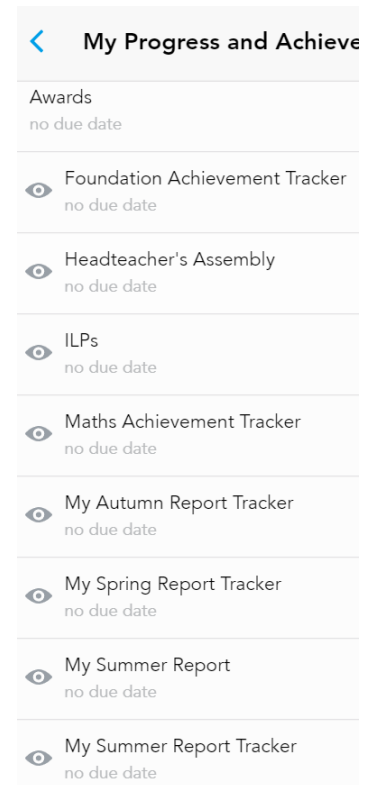 My Progress and Achieve
Awards
no due date
Foundation Achievement Tracker
no due date
Headteacher's Assembly
no due date
ILPs
no due date
Maths Achievement Tracker
no due date
My Autumn Report Tracker
no due date
My Spring Report Tracker
no due date
My Summer Report
no due date
My Summer Report Tracker
no due date